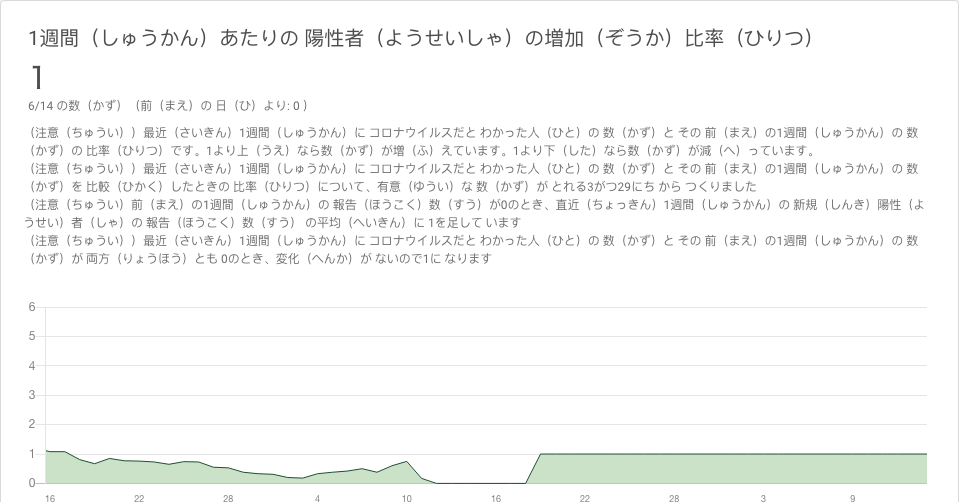 1週間（しゅうかん）あたりの 陽性者（ようせいしゃ）の増加（ぞうか）比率（ひりつ）
1
6/14 の数（かず）（前（まえ）の 日（ひ）より: 0 ）
（注意（ちゅうい））最近（さいきん）1週間（しゅうかん）に コロナウイルスだと わかった人（ひと）の 数（かず）と その 前（まえ）の1週間（しゅうかん）の 数
（かず）の 比率（ひりつ）です。1より上（うえ）なら数（かず）が増（ふ）えています。1より下（した）なら数（かず）が減（へ）っています。
（注意（ちゅうい））最近（さいきん）1週間（しゅうかん）に コロナウイルスだと わかった人（ひと）の 数（かず）と その 前（まえ）の1週間（しゅうかん）の 数
（かず）を 比較（ひかく）したときの 比率（ひりつ）について、有意（ゆうい）な 数（かず）が とれる3がつ29にち から つくりました
（注意（ちゅうい）前（まえ）の1週間（しゅうかん）の 報告（ほうこく）数（すう）が0のとき、直近（ちょっきん）1週間（しゅうかん）の 新規（しんき）陽性（よ
うせい）者（しゃ）の 報告（ほうこく）数（すう） の平均（へいきん）に 1を足して います
（注意（ちゅうい））最近（さいきん）1週間（しゅうかん）に コロナウイルスだと わかった人（ひと）の 数（かず）と その 前（まえ）の1週間（しゅうかん）の 数
（かず）が 両方（りょうほう）とも 0のとき、変化（へんか）が ないので1に なります
6
5
4
3
2
1
0
16 22 28 4 10 16 22 28 3 9